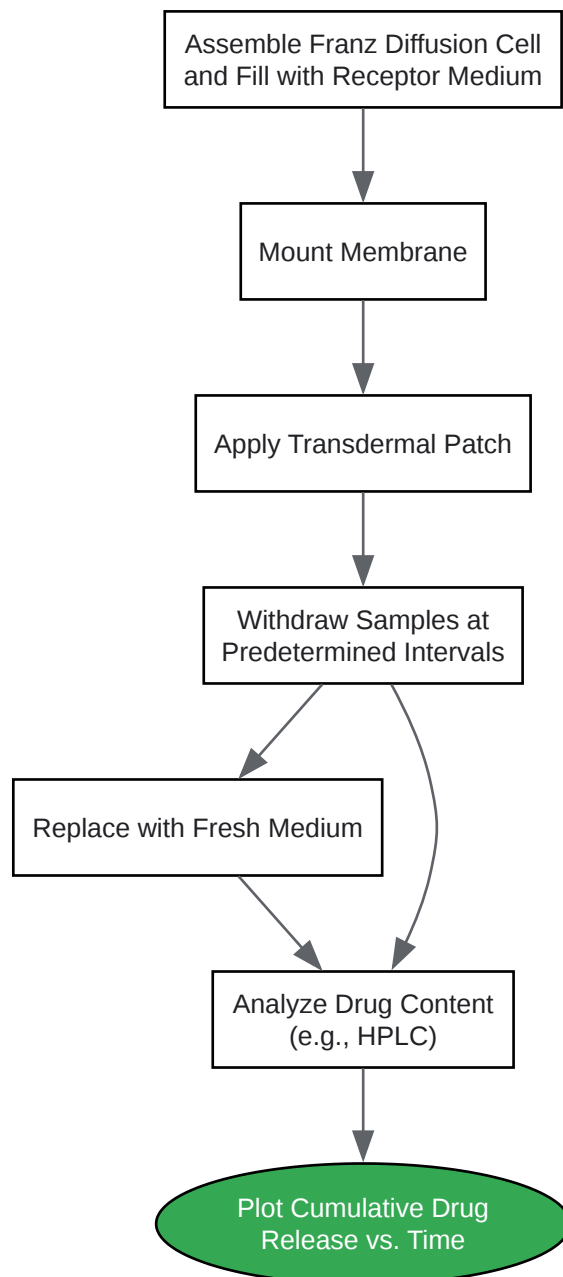 Assemble Franz Diffusion Cell
and Fill with Receptor Medium
Mount Membrane
Apply Transdermal Patch
Withdraw Samples at
Predetermined Intervals
Replace with Fresh Medium
Analyze Drug Content
(e.g., HPLC)
Plot Cumulative Drug
Release vs. Time